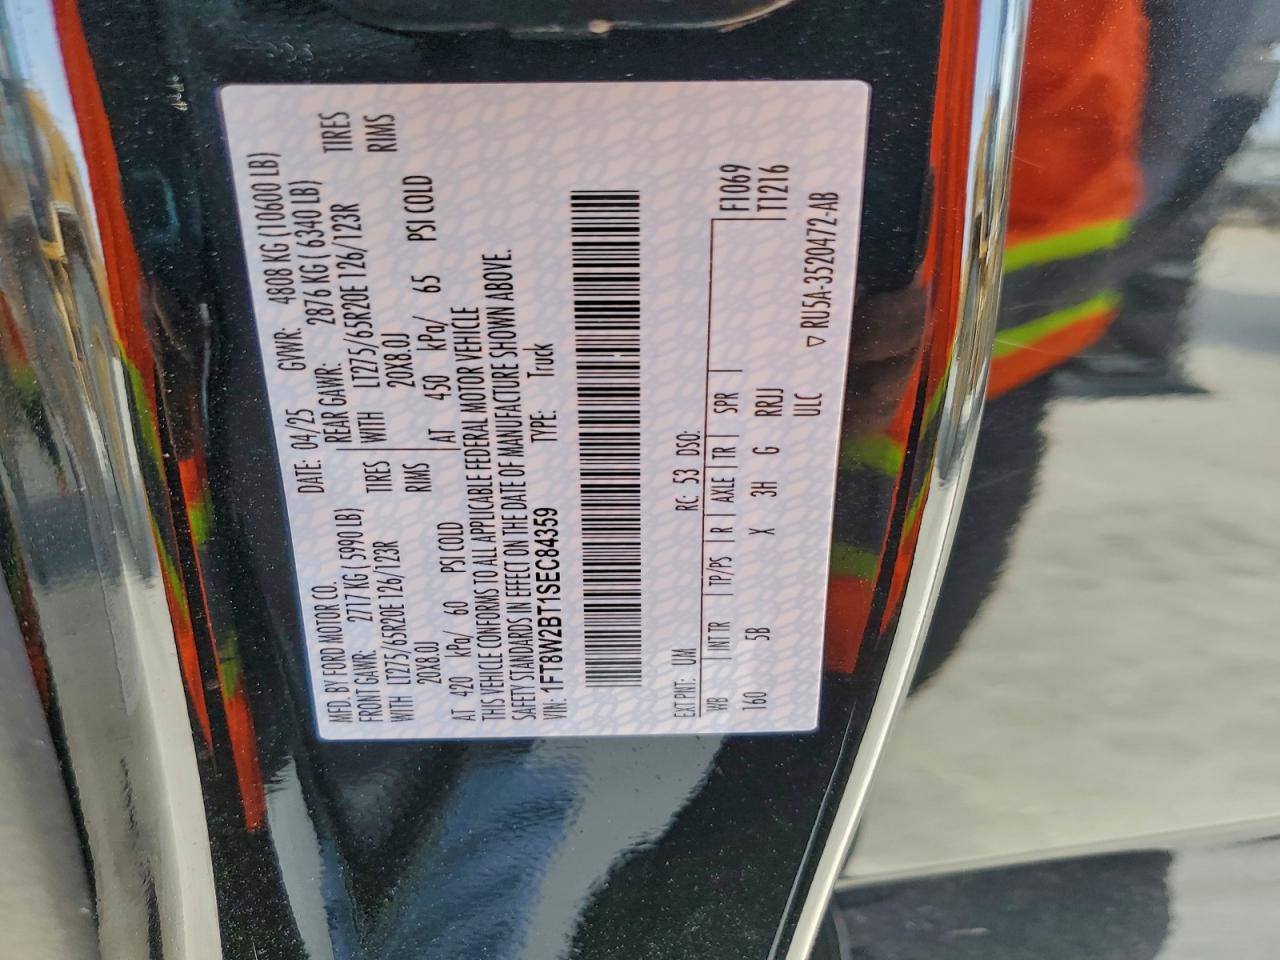 MFD. BY FORD MOTOR CO.
DATE: 04/25 GVWR: 4808 KG (10600 LB)
FRONT GAWR: 2717 KG (5990 LB) REAR GAWR: 2876 KG (6340 LB)
WITH LT275/65R20E 126/123R TIRES WITH LT275/65R20E 126/123R TIRES
20X8.0J RIMS 20X8.0J RIMS
AT 420 kPa/ 60 PSI COLD AT 450 kPa/ 65 PSI COLD
THIS VEHICLE CONFORMS TO ALL APPLICABLE FEDERAL MOTOR VEHICLE
SAFETY STANDARDS IN EFFECT ON THE DATE OF MANUFACTURE SHOWN ABOVE.
VIN: 1FT8W2BT1SEC84359 TYPE: Truck
EXT PNT: UM RC: 53 DSO:
WB INT TR TP/PS R AXLE TR SPR F1069
160 5B X 3H G RRUJ T1216
ULC
▽ RU5A-3520472-AB